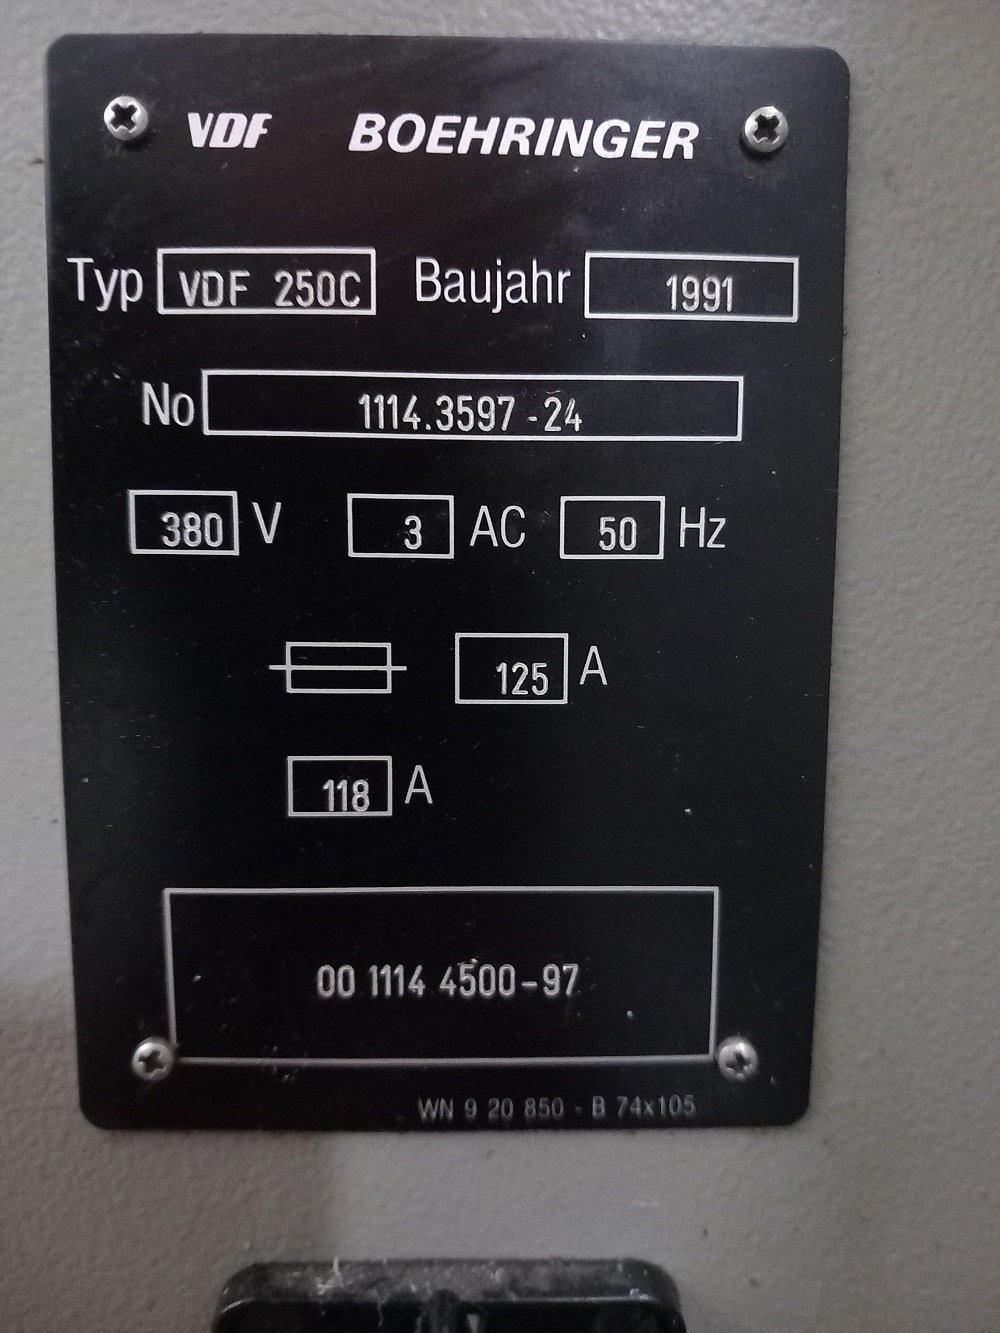 VDF BOEHRINGER
Typ VDF 250C Baujahr 1991
No 1114.3597-24
380 V 3 AC 50 Hz
125 A
118 A
00 1114 4500-97
WN 9 20 850 - B 74x105